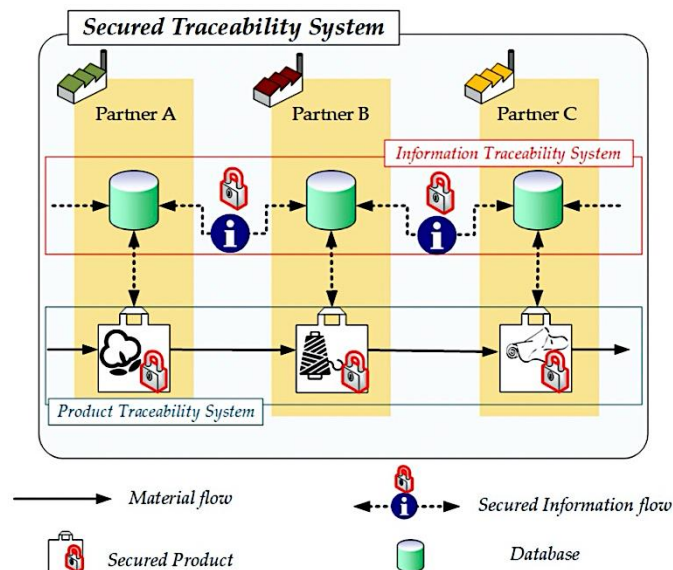 Secured Traceability System
Partner A
Partner B
Partner C
Information Traceability System
i
i
Product Traceability System
Material flow
i
Secured Information flow
Secured Product
Database